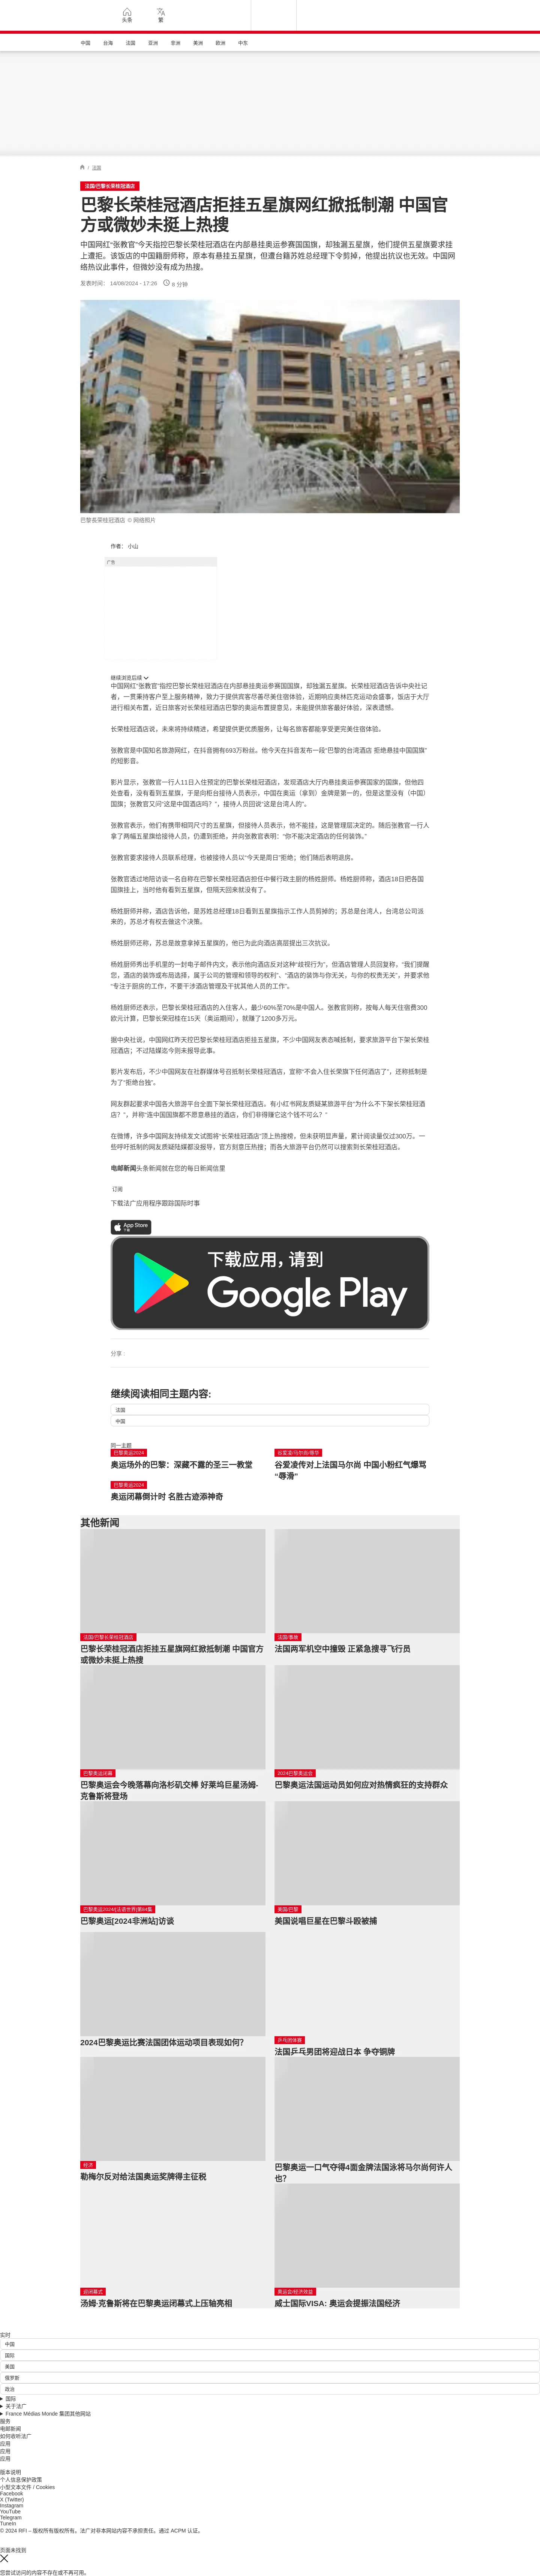 头条
繁
中国
台海
法国
亚洲
非洲
美洲
欧洲
中东
/ 法国
法国/巴黎长荣桂冠酒店
巴黎长荣桂冠酒店拒挂五星旗网红掀抵制潮 中国官
方或微妙未挺上热搜
中国网红“张教官”今天指控巴黎长荣桂冠酒店在内部悬挂奥运参赛国国旗，却独漏五星旗，他们提供五星旗要求挂
上遭拒。该饭店的中国籍厨师称，原本有悬挂五星旗，但遭台籍苏姓总经理下令剪掉，他提出抗议也无效。中国网
络热议此事件，但微妙没有成为热搜。
发表时间： 14/08/2024 - 17:26
6 分钟
巴黎长荣桂冠酒店 © 网络照片
作者： 小山
广告
继续浏览后续
中国网红“张教官”指控巴黎长荣桂冠酒店在内部悬挂奥运参赛国国旗，却独漏五星旗。长荣桂冠酒店告诉中央社记
者，一贯秉持客户至上服务精神，致力于提供宾客尽善尽美住宿体验，近期响应奥林匹克运动会盛事，饭店于大厅
进行相关布置，近日旅客对长荣桂冠酒店巴黎的奥运布置提意见，未能提供旅客最好体验，深表遗憾。
长荣桂冠酒店说，未来将持续精进，希望提供更优质服务，让每名旅客都能享受更完美住宿体验。
张教官是中国知名旅游网红，在抖音拥有693万粉丝。他今天在抖音发布一段“巴黎的台湾酒店 拒绝悬挂中国国旗”
的短影音。
影片显示，张教官一行人11日入住预定的巴黎长荣桂冠酒店，发现酒店大厅内悬挂奥运参赛国家的国旗，但他四
处查看，没有看到五星旗，于是向柜台接待人员表示，中国在奥运（拿到）金牌是第一的，但是这里没有（中国）
国旗；张教官又问“这是中国酒店吗？”，接待人员回说“这是台湾人的”。
张教官表示，他们有携带相同尺寸的五星旗，但接待人员表示，他不能挂，这是管理层决定的。随后张教官一行人
拿了两幅五星旗给接待人员，仍遭到拒绝，并向张教官表明：“你不能决定酒店的任何装饰。”
张教官要求接待人员联系经理，也被接待人员以“今天是周日”拒绝；他们随后表明退房。
张教官透过地陪访谈一名自称在巴黎长荣桂冠酒店担任中餐行政主厨的杨姓厨师。杨姓厨师称，酒店18日把各国
国旗挂上，当时他有看到五星旗，但隔天回来就没有了。
杨姓厨师并称，酒店告诉他，是苏姓总经理18日看到五星旗指示工作人员剪掉的；苏总是台湾人，台湾总公司派
来的，苏总才有权去做这个决策。
杨姓厨师还称，苏总是故意拿掉五星旗的，他已为此向酒店高层提出三次抗议。
杨姓厨师秀出手机里的一封电子邮件内文，表示他向酒店反对这种“歧视行为”，但酒店管理人员回复称，“我们提醒
您，酒店的装饰或布局选择，属于公司的管理和领导的权利”、“酒店的装饰与你无关，与你的权责无关”，并要求他
“专注于厨房的工作，不要干涉酒店管理及干扰其他人员的工作”。
杨姓厨师还表示，巴黎长荣桂冠酒店的入住客人，最少60%至70%是中国人。张教官则称，按每人每天住宿费300
欧元计算，巴黎长荣冠桂在15天（奥运期间），就赚了1200多万元。
据中央社说，中国网红昨天控巴黎长荣桂冠酒店拒挂五星旗，不少中国网友表态喊抵制，要求旅游平台下架长荣桂
冠酒店；不过陆媒迄今则未报导此事。
影片发布后，不少中国网友在社群媒体号召抵制长荣桂冠酒店，宣称“不会入住长荣旗下任何酒店了”，还称抵制是
为了“拒绝台独”。
网友群起要求中国各大旅游平台全面下架长荣桂冠酒店。有小红书网友质疑某旅游平台“为什么不下架长荣桂冠酒
店？”，并称“连中国国旗都不愿意悬挂的酒店，你们非得赚它这个钱不可么？”
在微博，许多中国网友持续发文试图将“长荣桂冠酒店”顶上热搜榜，但未获明显声量，累计阅读量仅过300万。一
些呼吁抵制的网友质疑陆媒都没报导，官方刻意压热搜；而各大旅游平台仍然可以搜索到长荣桂冠酒店。
电邮新闻头条新闻就在您的每日新闻信里
订阅
下载法广应用程序跟踪国际时事
App Store
下载应用，请到
Google Play
分享 :
继续阅读相同主题内容:
法国
中国
同一主题
巴黎奥运2024
奥运场外的巴黎：深藏不露的圣三一教堂
谷爱凌/马尔尚/辱华
谷爱凌传对上法国马尔尚 中国小粉红气爆骂
“辱滑”
巴黎奥运2024
奥运闭幕倒计时 名胜古迹添神奇
其他新闻
法国/巴黎长荣桂冠酒店
巴黎长荣桂冠酒店拒挂五星旗网红掀抵制潮 中国官方
或微妙未挺上热搜
法国/事故
法国两军机空中撞毁 正紧急搜寻飞行员
巴黎奥运闭幕
巴黎奥运会今晚落幕向洛杉矶交棒 好莱坞巨星汤姆-
克鲁斯将登场
2024巴黎奥运会
巴黎奥运法国运动员如何应对热情疯狂的支持群众
巴黎奥运2024/[法语世界]第64集
巴黎奥运[2024非洲站]访谈
美国/巴黎
美国说唱巨星在巴黎斗殴被捕
2024巴黎奥运比赛法国团体运动项目表现如何？
乒乓团体赛
法国乒乓男团将迎战日本 争夺铜牌
经济
勒梅尔反对给法国奥运奖牌得主征税
巴黎奥运一口气夺得4面金牌法国泳将马尔尚何许人
也？
迎闭幕式
汤姆·克鲁斯将在巴黎奥运闭幕式上压轴亮相
奥运会/经济效益
威士国际VISA: 奥运会提振法国经济
实时
中国
国际
美国
俄罗斯
政治
国际
关于法广
France Médias Monde 集团其他网站
服务
电邮新闻
如何收听法广
应用
应用
应用
版本说明
个人信息保护政策
小型文本文件 / Cookies
Facebook
X (Twitter)
Instagram
YouTube
Telegram
TuneIn
© 2024 RFI – 版权所有版权所有。法广对非本网站内容不承担责任。通过 ACPM 认证。
页面未找到
您尝试访问的内容不存在或不再可用。